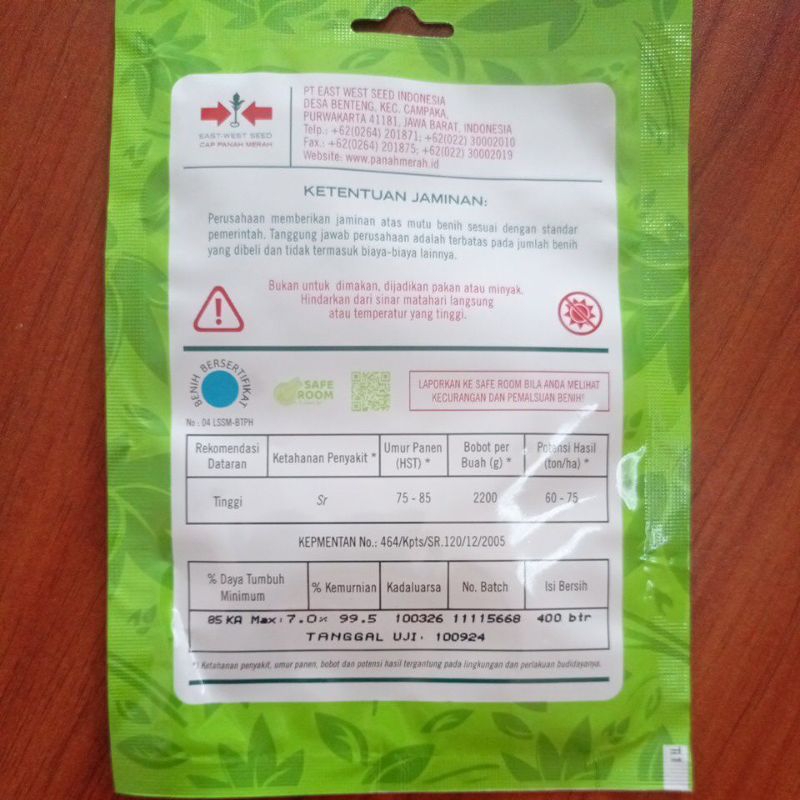 PT EAST WEST SEED INDONESIA
DESA BENTENG, KEC. CAMPAKA,
PURWAKARTA 41181, JAWA BARAT, INDONESIA
Telp.: +62(0264) 201871; +62(022) 30002010
Fax.: +62(0264) 201875; +62(022) 30002019
Website: www.panahmerah.id
EAST-WEST SEED
CAP PANAH MERAH
KETENTUAN JAMINAN:
Perusahaan memberikan jaminan atas mutu benih sesuai dengan standar
pemerintah. Tanggung jawab perusahaan adalah terbatas pada jumlah benih
yang dibeli dan tidak termasuk biaya-biaya lainnya.
Bukan untuk dimakan, dijadikan pakan atau minyak.
Hindarkan dari sinar matahari langsung
atau temperatur yang tinggi.
BENIH BERSERTIFIKAT
No : 04 LSSM-BTPH
SAFE
ROOM
LAPORKAN KE SAFE ROOM BILA ANDA MELIHAT
KECURANGAN DAN PEMALSUAN BENIH!
Rekomendasi Dataran Ketahanan Penyakit * Umur Panen (HST) * Bobot per Buah (g) * Potensi Hasil (ton/ha) *
Tinggi Sr 75 - 85 2200 60 - 75
KEPMENTAN No.: 464/Kpts/SR.120/12/2005
% Daya Tumbuh Minimum % Kemurnian Kadaluarsa No. Batch Isi Bersih
85 KA Max: 7.0% 99.5 100326 11115668 400 btr
TANGGAL UJI: 100924
*) Ketahanan penyakit, umur panen, bobot dan potensi hasil tergantung pada lingkungan dan perlakuan budidayanya.